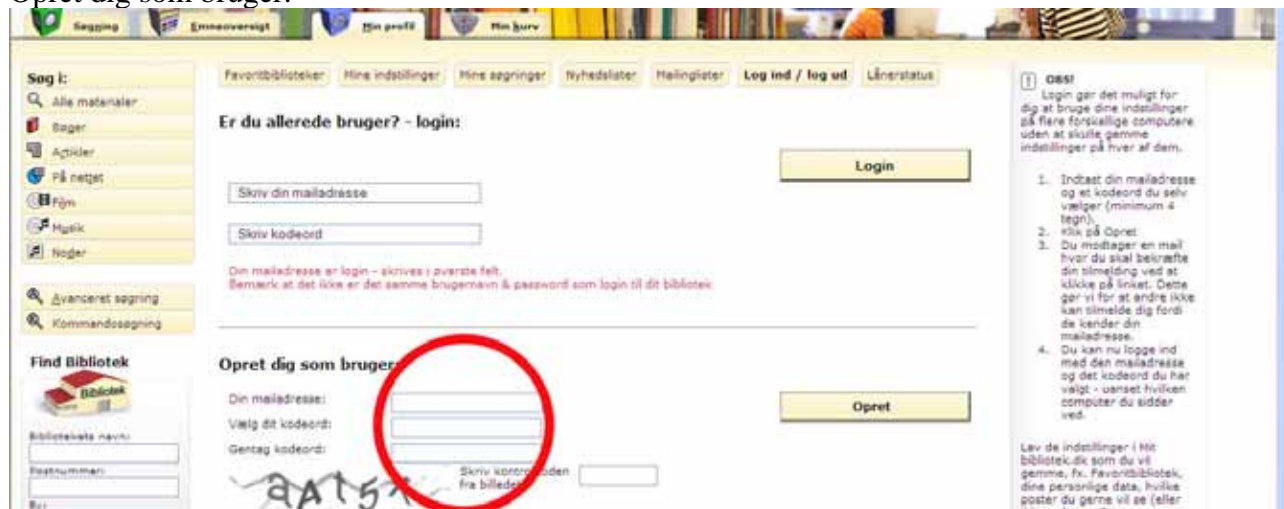 Opret dig som bruger.
Søgning
Emneoversigt
Min profil
Min kurv
Søg i:
Alle materialer
Bøger
Artikler
På nettet
Film
Musik
Noder
Avanceret søgning
Kommandosøgning
Find Bibliotek
Bibliotek
Bibliotekets navn:
Postnummer:
By:
Favoritbiblioteker
Mine indstillinger
Mine søgninger
Nyhedslister
Mailinglister
Log ind / log ud
Lånerstatus
Er du allerede bruger? - login:
Login
Skriv din mailadresse
Skriv kodeord
Din mailadresse er login - skrives i øverste felt.
Bemærk at det ikke er det samme brugernavn & password som login til dit bibliotek
Opret dig som bruger:
Din mailadresse:
Opret
Vælg dit kodeord:
Gentag kodeord:
Skriv kontrolkoden
fra billedet
OBS!
Login gør det muligt for
dig at bruge dine indstillinger
på flere forskellige computere
uden at skulle gemme
indstillinger på hver af dem.
1. Indtast din mailadresse
og et kodeord du selv
vælger (minimum 4
tegn).
2. Klik på Opret
3. Du modtager en mail
hvor du skal bekræfte
din tilmelding ved at
klikke på linket. Dette
gør vi for at andre ikke
kan tilmelde dig fordi
de kender din
mailadresse.
4. Du kan nu logge ind
med den mailadresse
og det kodeord du har
valgt - uanset hvilken
computer du sidder
ved.
Lav de indstillinger i Mit
bibliotek.dk som du vil
gemme, fx. Favoritbibliotek,
dine personlige data, hvilke
poster du gerne vil se (eller